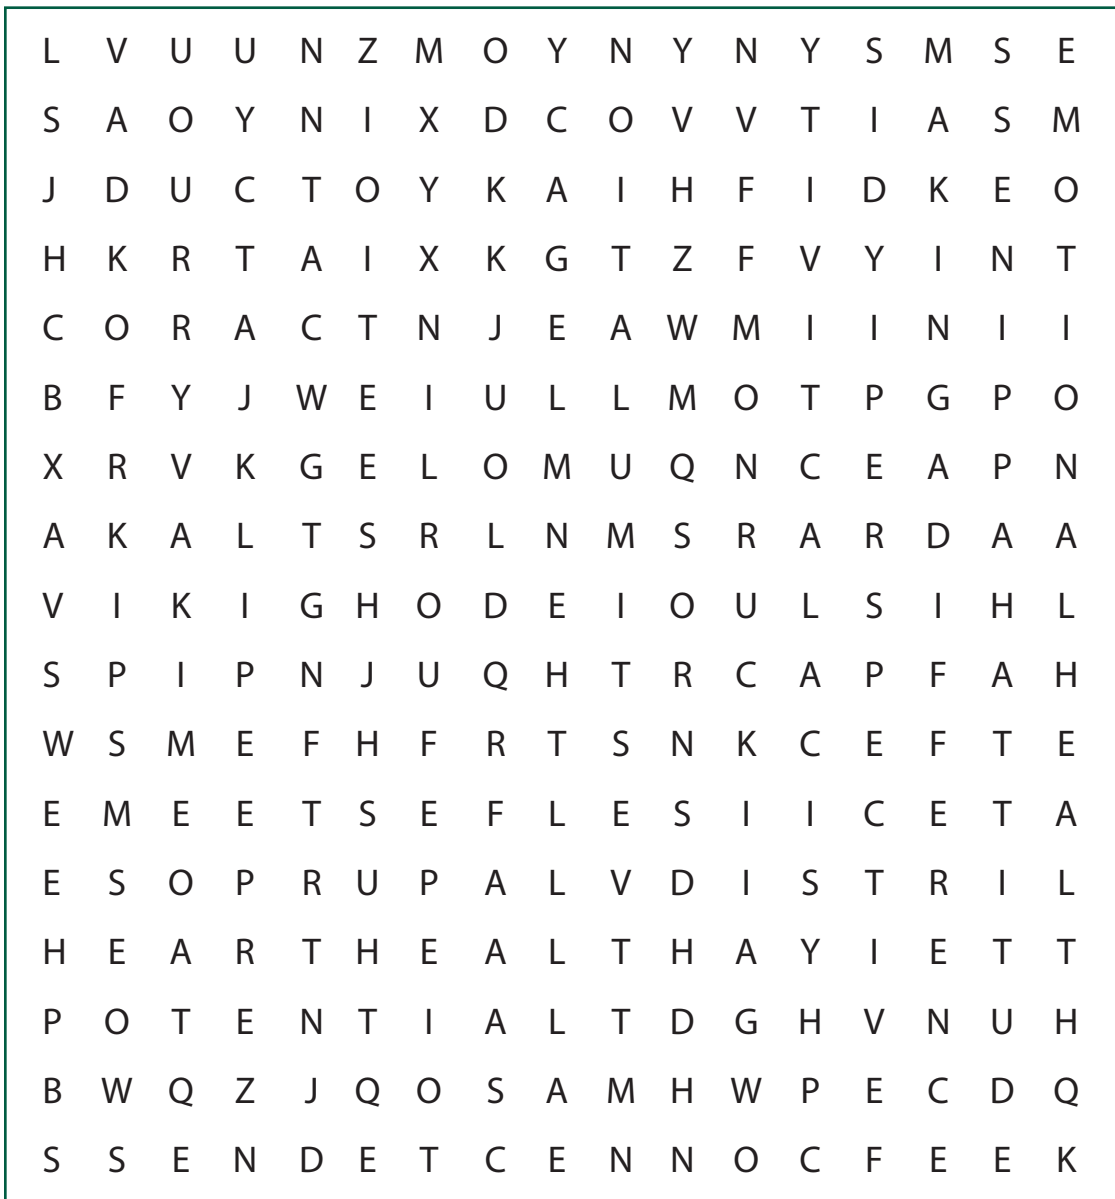 L V U U N Z M O Y N Y N Y S M S E
S A O Y N I X D C O V V T I A S M
J D U C T O Y K A I H F I D K E O
H K R T A I X K G T Z F V Y I N T
C O R A C T N J E A W M I I N I I
B F Y J W E I U L L M O T P G P O
X R V K G E L O M U Q N C E A P N
A K A L T S R L N M S R A R D A A
V I K I G H O D E I O U L S I H L
S P I P N J U Q H T R C A P F A H
W S M E F H F R T S N K C E F T E
E M E E T S E F L E S I I C E T A
E S O P R U P A L V D I S T R I L
H E A R T H E A L T H A Y I E T T
P O T E N T I A L T D G H V N U H
B W Q Z J Q O S A M H W P E C D Q
S S E N D E T C E N N O C F E E K